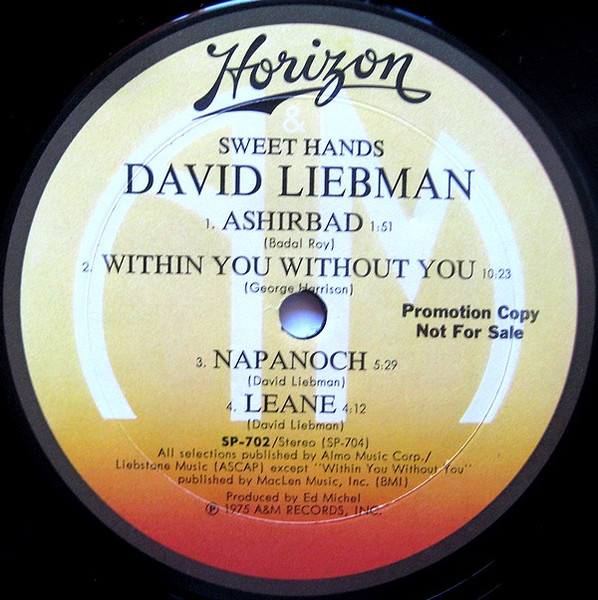 Horizon
&
SWEET HANDS
DAVID LIEBMAN
1. ASHIRBAD 1:51
(Badal Roy)
2. WITHIN YOU WITHOUT YOU 10:23
(George Harrison)
Promotion Copy
Not For Sale
3. NAPANOCH 5:29
(David Liebman)
4. LEANE 4:12
(David Liebman)
SP-702/Stereo (SP-704)
All selections published by Almo Music Corp./
Liebstone Music (ASCAP) except "Within You Without You"
published by MacLen Music, Inc. (BMI)
Produced by Ed Michel
℗ 1975 A&M RECORDS, INC.